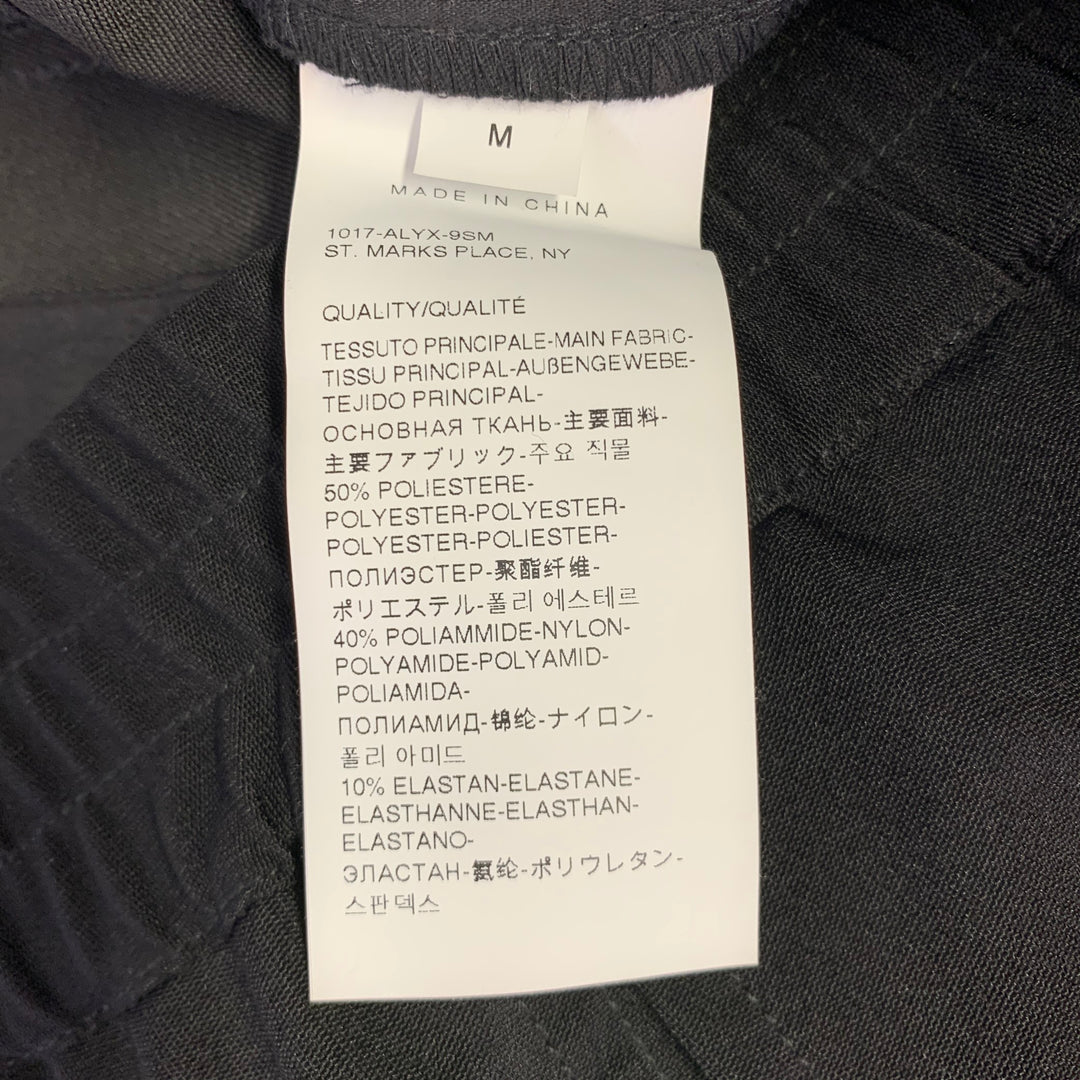 M
MADE IN CHINA
1017-ALYX-9SM
ST. MARKS PLACE, NY
QUALITY/QUALITÉ
TESSUTO PRINCIPALE-MAIN FABRIC-
TISSU PRINCIPAL-AUßENGEWEBE-
TEJIDO PRINCIPAL-
ОСНОВНАЯ ТКАНЬ-主要面料-
主要ファブリック-주요 직물
50% POLIESTERE-
POLYESTER-POLYESTER-
POLYESTER-POLIESTER-
ПОЛИЭСТЕР-聚酯纤维-
ポリエステル-폴리 에스테르
40% POLIAMMIDE-NYLON-
POLYAMIDE-POLYAMID-
POLIAMIDA-
ПОЛИАМИД-锦纶-ナイロン-
폴리 아미드
10% ELASTAN-ELASTANE-
ELASTHANNE-ELASTHAN-
ELASTANO-
ЭЛАСТАН-氨纶-ポリウレタン-
스판덱스